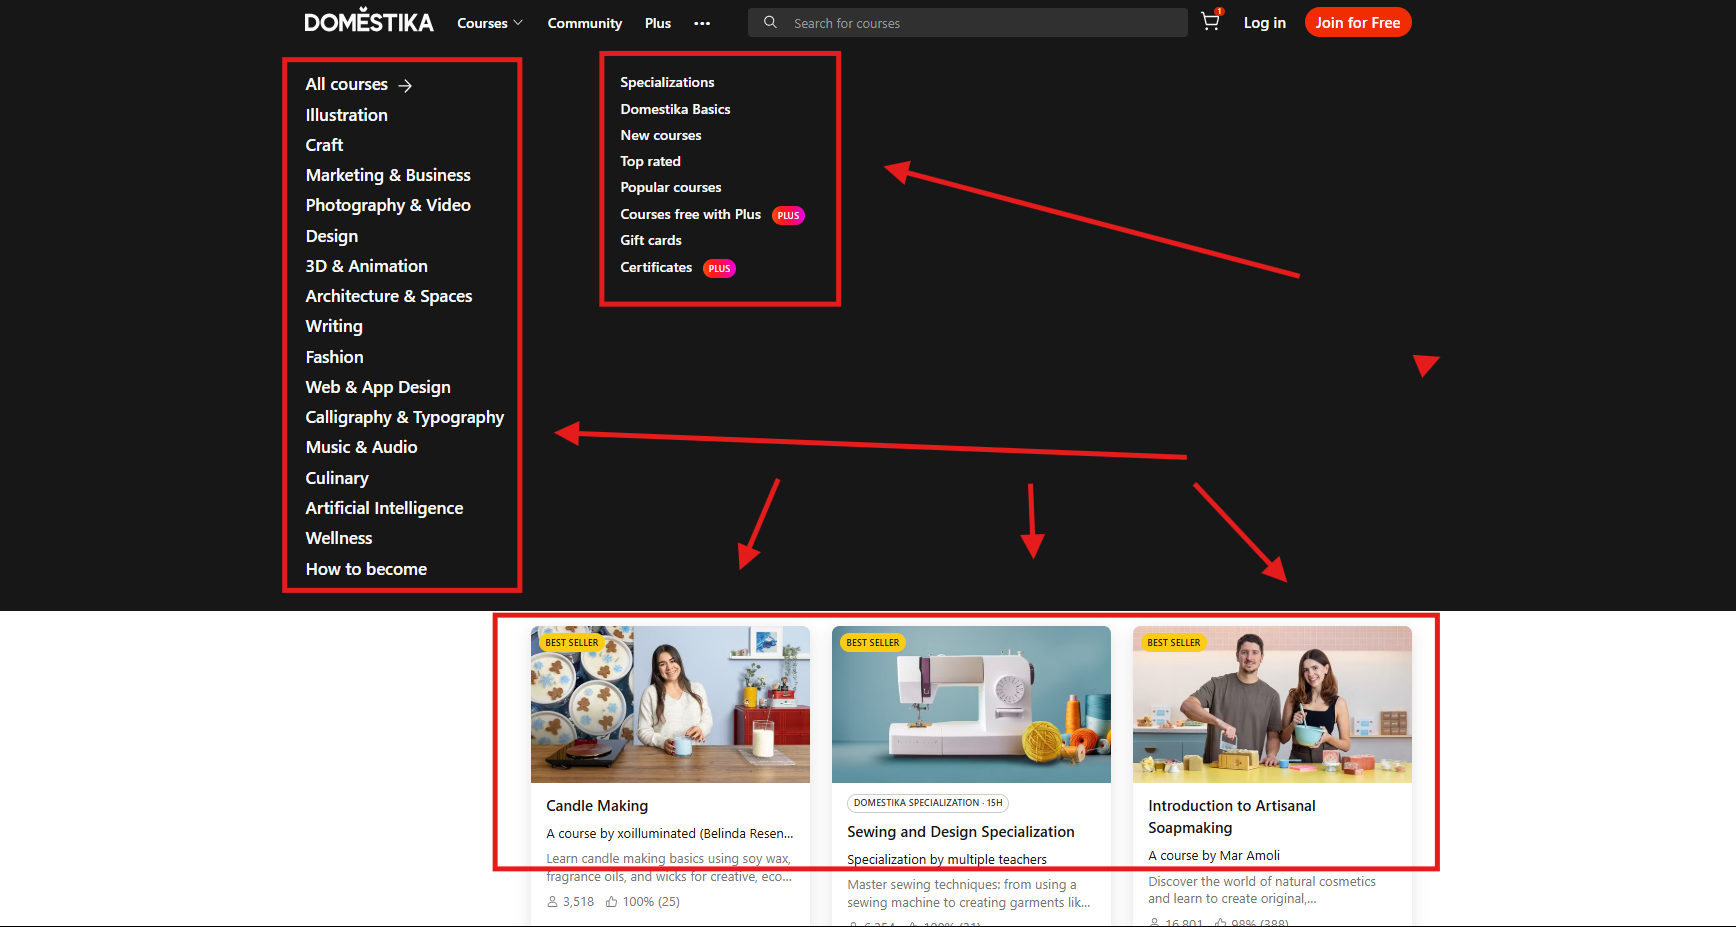 DOMESTIKA Courses Community Plus ••• Search for courses 1 Log in Join for Free
All courses →
Illustration
Craft
Marketing & Business
Photography & Video
Design
3D & Animation
Architecture & Spaces
Writing
Fashion
Web & App Design
Calligraphy & Typography
Music & Audio
Culinary
Artificial Intelligence
Wellness
How to become
Specializations
Domestika Basics
New courses
Top rated
Popular courses
Courses free with Plus PLUS
Gift cards
Certificates PLUS
BEST SELLER
Candle Making
A course by xoilluminated (Belinda Resen...
Learn candle making basics using soy wax,
fragrance oils, and wicks for creative, eco...
3,518 100% (25)
BEST SELLER
DOMESTIKA SPECIALIZATION · 15H
Sewing and Design Specialization
Specialization by multiple teachers
Master sewing techniques: from using a
sewing machine to creating garments lik...
BEST SELLER
Introduction to Artisanal
Soapmaking
A course by Mar Amoli
Discover the world of natural cosmetics
and learn to create original,...
16,801 98% (388)